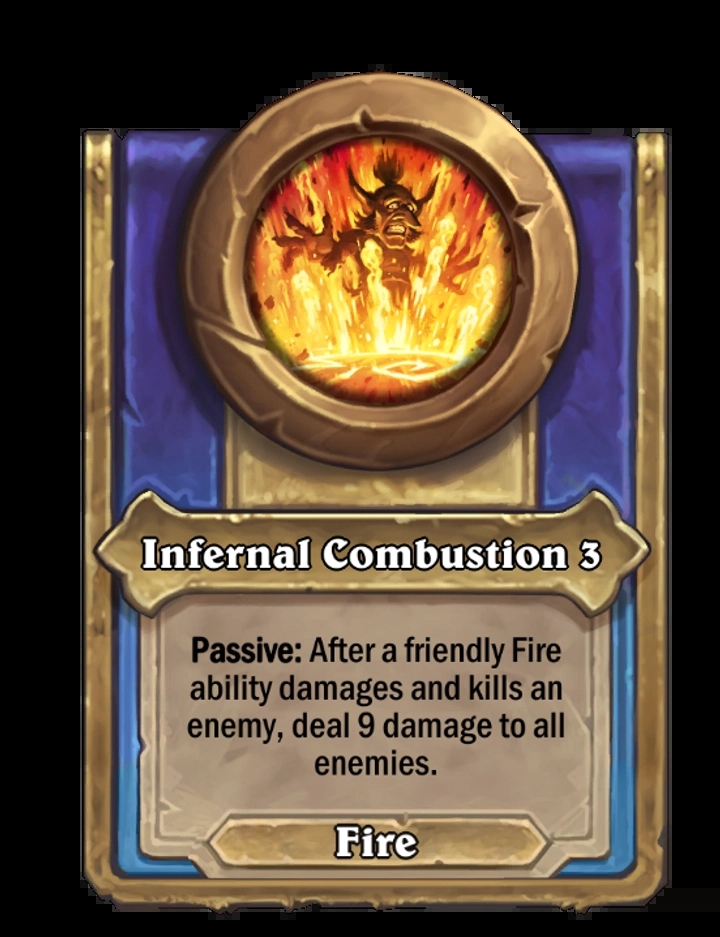 Infernal Combustion 3
Passive: After a friendly Fire
ability damages and kills an
enemy, deal 9 damage to all
enemies.
Fire